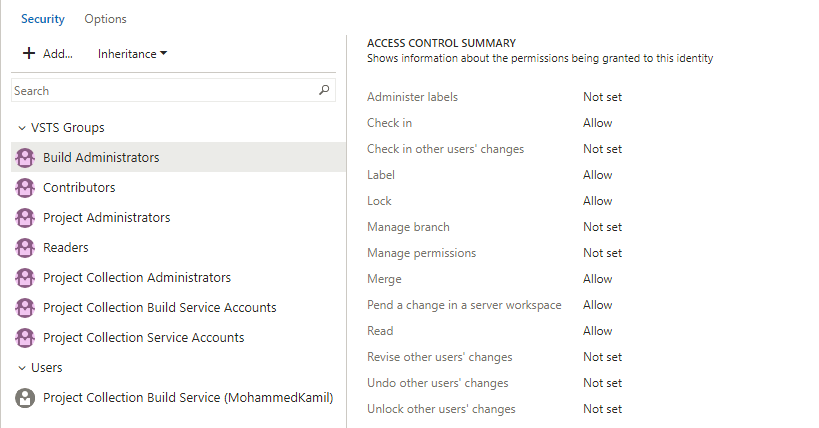 Security Options
+ Add... Inheritance
Search
VSTS Groups
Build Administrators
Contributors
Project Administrators
Readers
Project Collection Administrators
Project Collection Build Service Accounts
Project Collection Service Accounts
Users
Project Collection Build Service (MohammedKamil)
ACCESS CONTROL SUMMARY
Shows information about the permissions being granted to this identity
Administer labels Not set
Check in Allow
Check in other users' changes Not set
Label Allow
Lock Allow
Manage branch Not set
Manage permissions Not set
Merge Allow
Pend a change in a server workspace Allow
Read Allow
Revise other users' changes Not set
Undo other users' changes Not set
Unlock other users' changes Not set